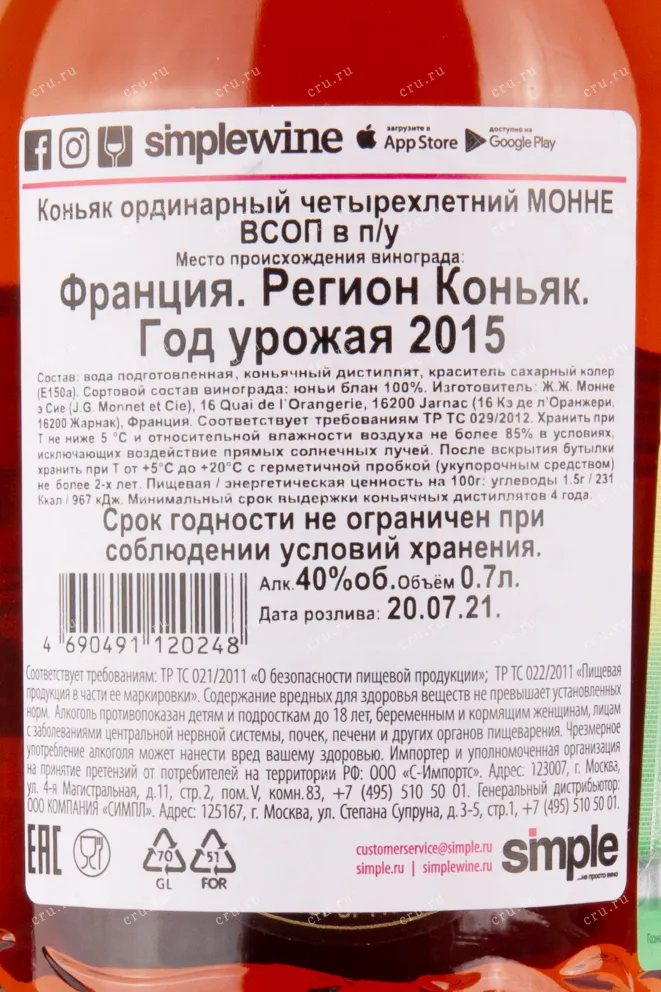 simplewine загрузите в App Store доступно на Google Play
Коньяк ординарный четырехлетний МОННЕ
ВСОП в п/у
Место происхождения винограда:
Франция. Регион Коньяк.
Год урожая 2015
Состав: вода подготовленная, коньячный дистиллят, краситель сахарный колер
(Е150а). Сортовой состав винограда: юньи блан 100%. Изготовитель: Ж.Ж. Монне
э Сие (J.G. Monnet et Cie), 16 Quai de l`Orangerie, 16200 Jarnac (16 Кэ де л'Оранжери,
16200 Жарнак), Франция. Соответствует требованиям ТР ТС 029/2012. Хранить при
Т не ниже 5 °С и относительной влажности воздуха не более 85% в условиях,
исключающих воздействие прямых солнечных лучей. После вскрытия бутылки
хранить при Т от +5°С до +20°С с герметичной пробкой (укупорочным средством)
не более 2-х лет. Пищевая / энергетическая ценность на 100г: углеводы 1.5г / 231
Ккал / 967 кДж. Минимальный срок выдержки коньячных дистиллятов 4 года.
Срок годности не ограничен при
соблюдении условий хранения.
Алк.40%об.Объём 0.7л.
Дата розлива: 20.07.21.
4 690491 120248
Соответствует требованиям: ТР ТС 021/2011 «О безопасности пищевой продукции»; ТР ТС 022/2011 «Пищевая
продукция в части ее маркировки». Содержание вредных для здоровья веществ не превышает установленных
норм. Алкоголь противопоказан детям и подросткам до 18 лет, беременным и кормящим женщинам, лицам
с заболеваниями центральной нервной системы, почек, печени и других органов пищеварения. Чрезмерное
употребление алкоголя может нанести вред вашему здоровью. Импортер и уполномоченная организация
на принятие претензий от потребителей на территории РФ: ООО «С-Импортс». Адрес: 123007, г. Москва,
ул. 4-я Магистральная, д.11, стр.2, пом.V, комн.83, +7 (495) 510 50 01. Генеральный дистрибьютор:
ООО КОМПАНИЯ «СИМПЛ». Адрес: 125167, г. Москва, ул. Степана Супруна, д.3-5, стр.1, +7 (495) 510 50 01.
EAC
70 GL
51 FOR
customerservice@simple.ru
simple.ru | simplewine.ru
simple
...не просто вино
cru.ru